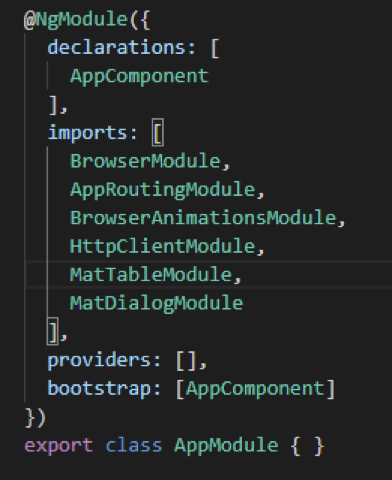 @NgModule({
declarations: [
AppComponent
],
imports: [
BrowserModule,
AppRoutingModule,
BrowserAnimationsModule,
HttpClientModule,
MatTableModule,
MatDialogModule
],
providers: [],
bootstrap: [AppComponent]
})
export class AppModule { }